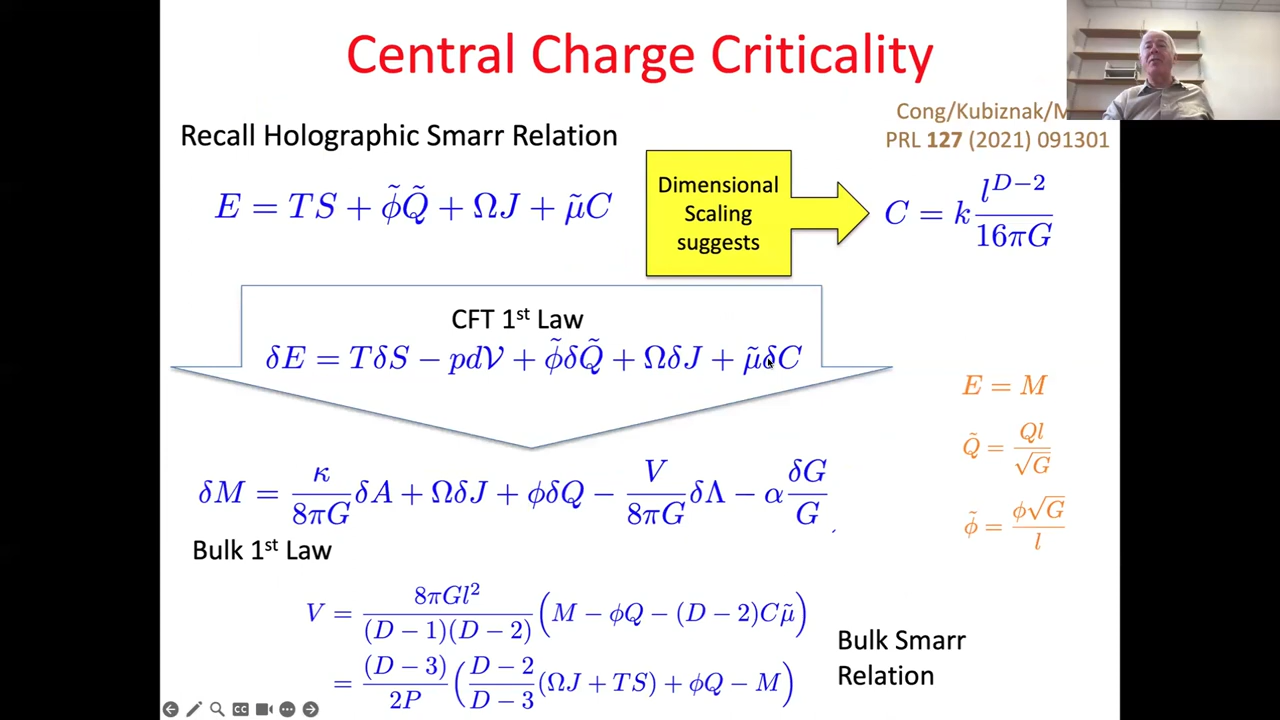 Central Charge Criticality
Cong/Kubiznak/M
PRL 127 (2021) 091301
Recall Holographic Smarr Relation
E = TS + φ̃Q̃ + ΩJ + μ̃C
Dimensional
Scaling
suggests
C = k l^{D−2} / 16πG
CFT 1st Law
δE = TδS − pd𝒱 + φ̃δQ̃ + ΩδJ + μ̃δC
E = M
Q̃ = Ql / √G
φ̃ = φ√G / l
δM = κ/8πG δA + ΩδJ + φδQ − V/8πG δΛ − α δG/G
Bulk 1st Law
V = 8πGl² / (D − 1)(D − 2) (M − φQ − (D − 2)Cμ̃)
= (D − 3) / 2P (D − 2 / D − 3 (ΩJ + TS) + φQ − M)
Bulk Smarr
Relation
CC